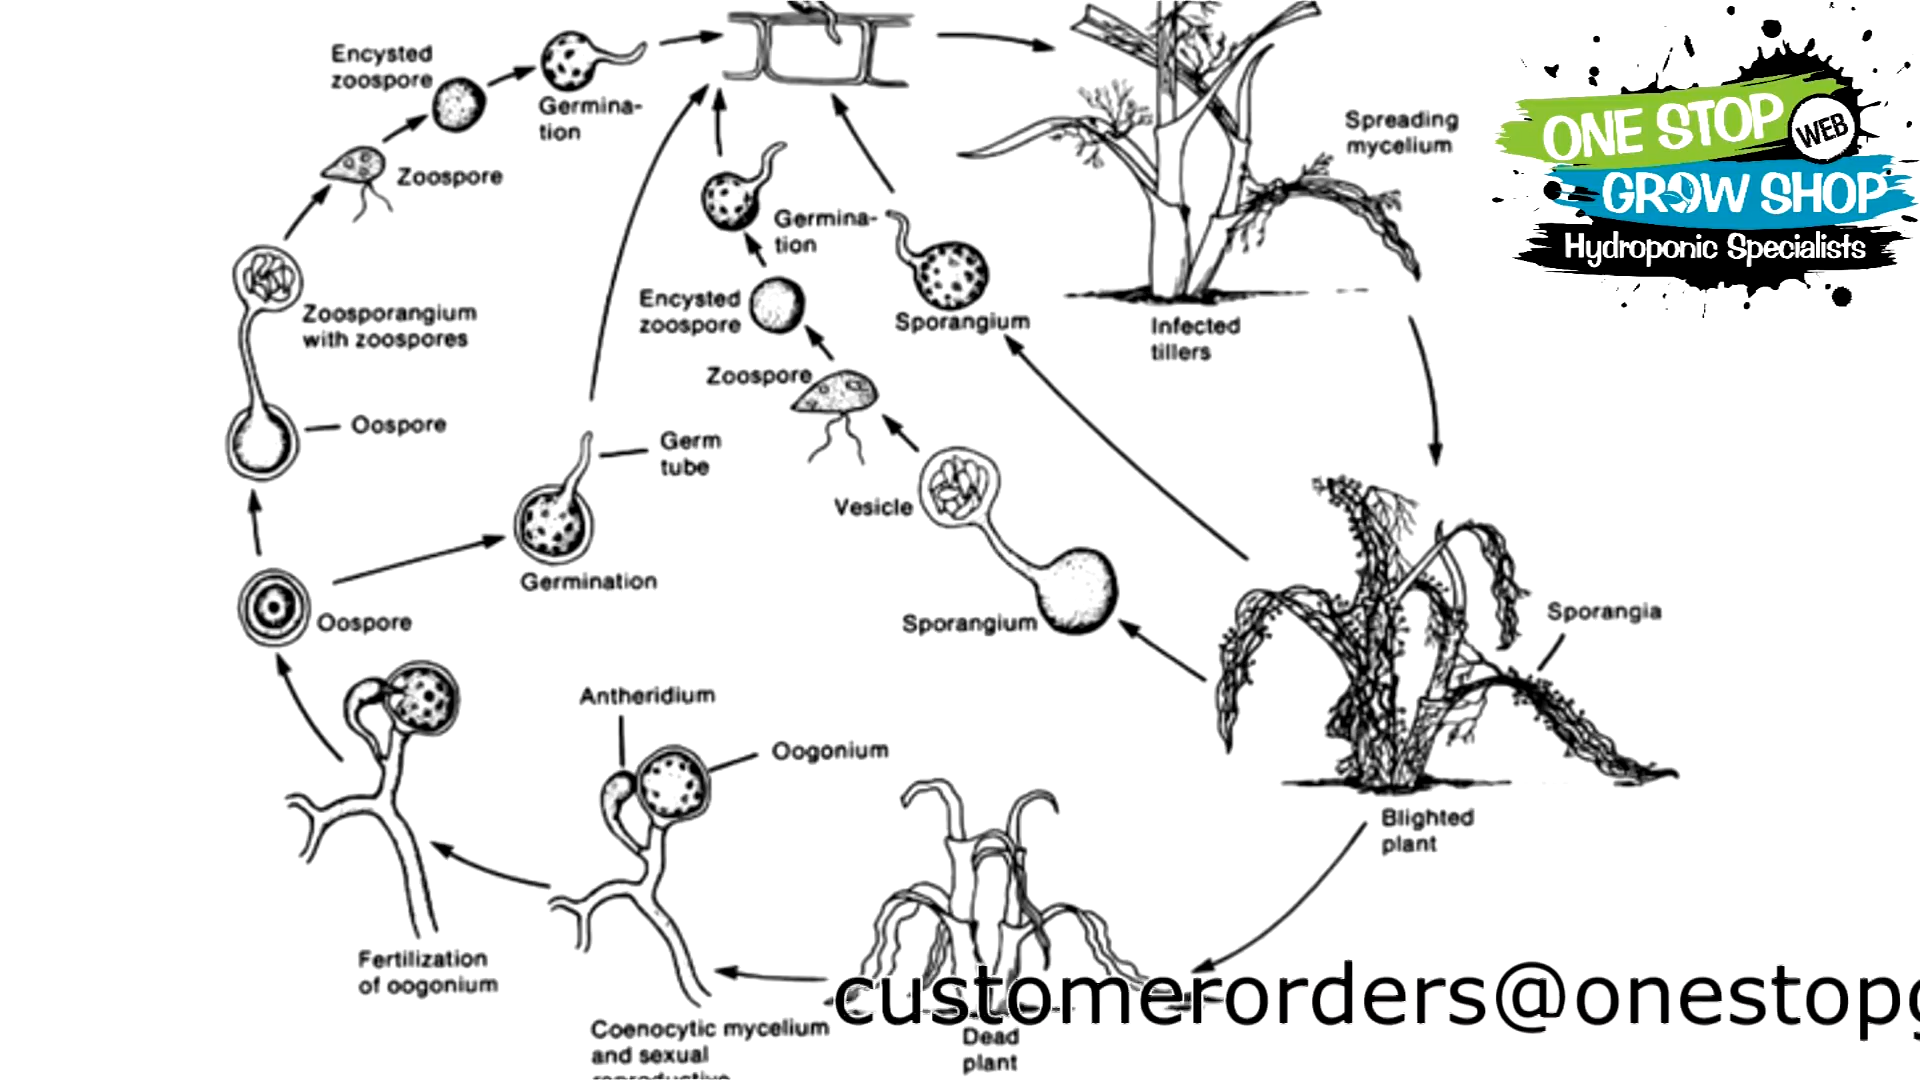 Encysted
zoospore
Germina-
tion
Zoospore
Zoosporangium
with zoospores
Oospore
Germ
tube
Germination
Oospore
Germina-
tion
Encysted
zoospore
Zoospore
Vesicle
Sporangium
Sporangium
Spreading
mycelium
Infected
tillers
Sporangia
Blighted
plant
Antheridium
Oogonium
Fertilization
of oogonium
Coenocytic mycelium
and sexual
reproductive
Dead
plant
ONE STOP
WEB
GROW SHOP
Hydroponic Specialists
customerorders@onestopg